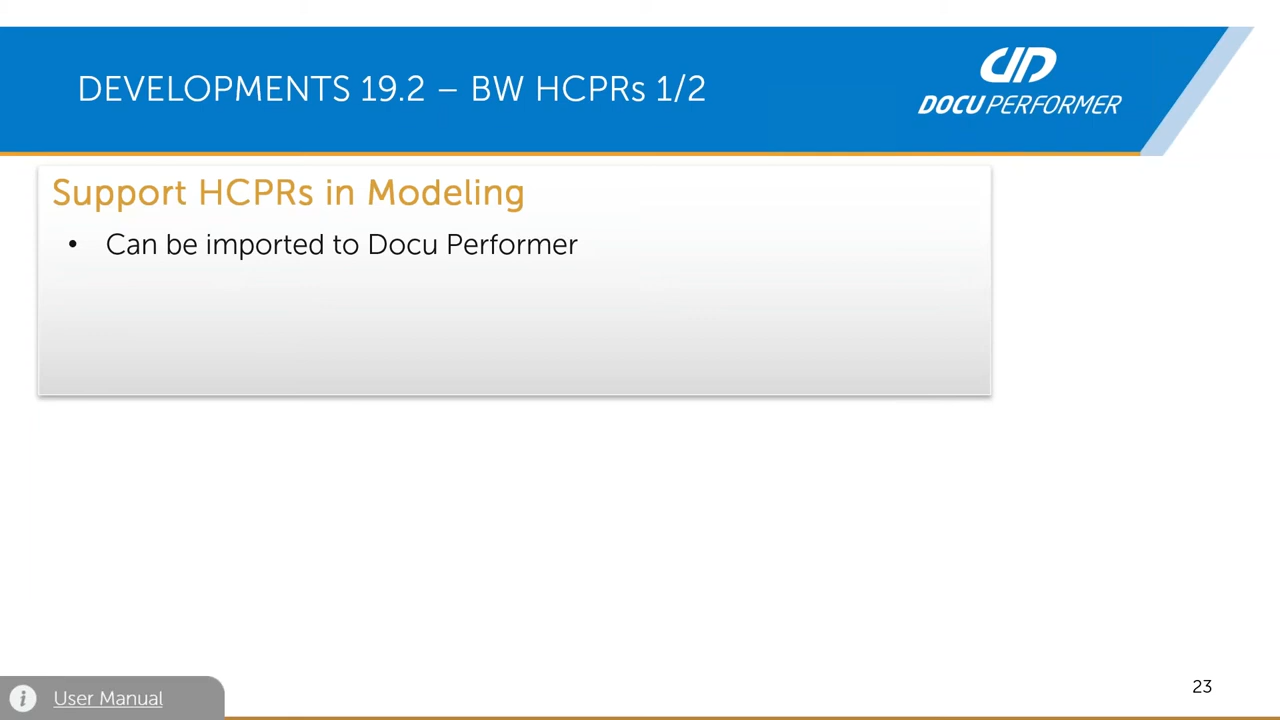 DEVELOPMENTS 19.2 – BW HCPRs 1/2
DOCU PERFORMER
Support HCPRs in Modeling
• Can be imported to Docu Performer
User Manual
23